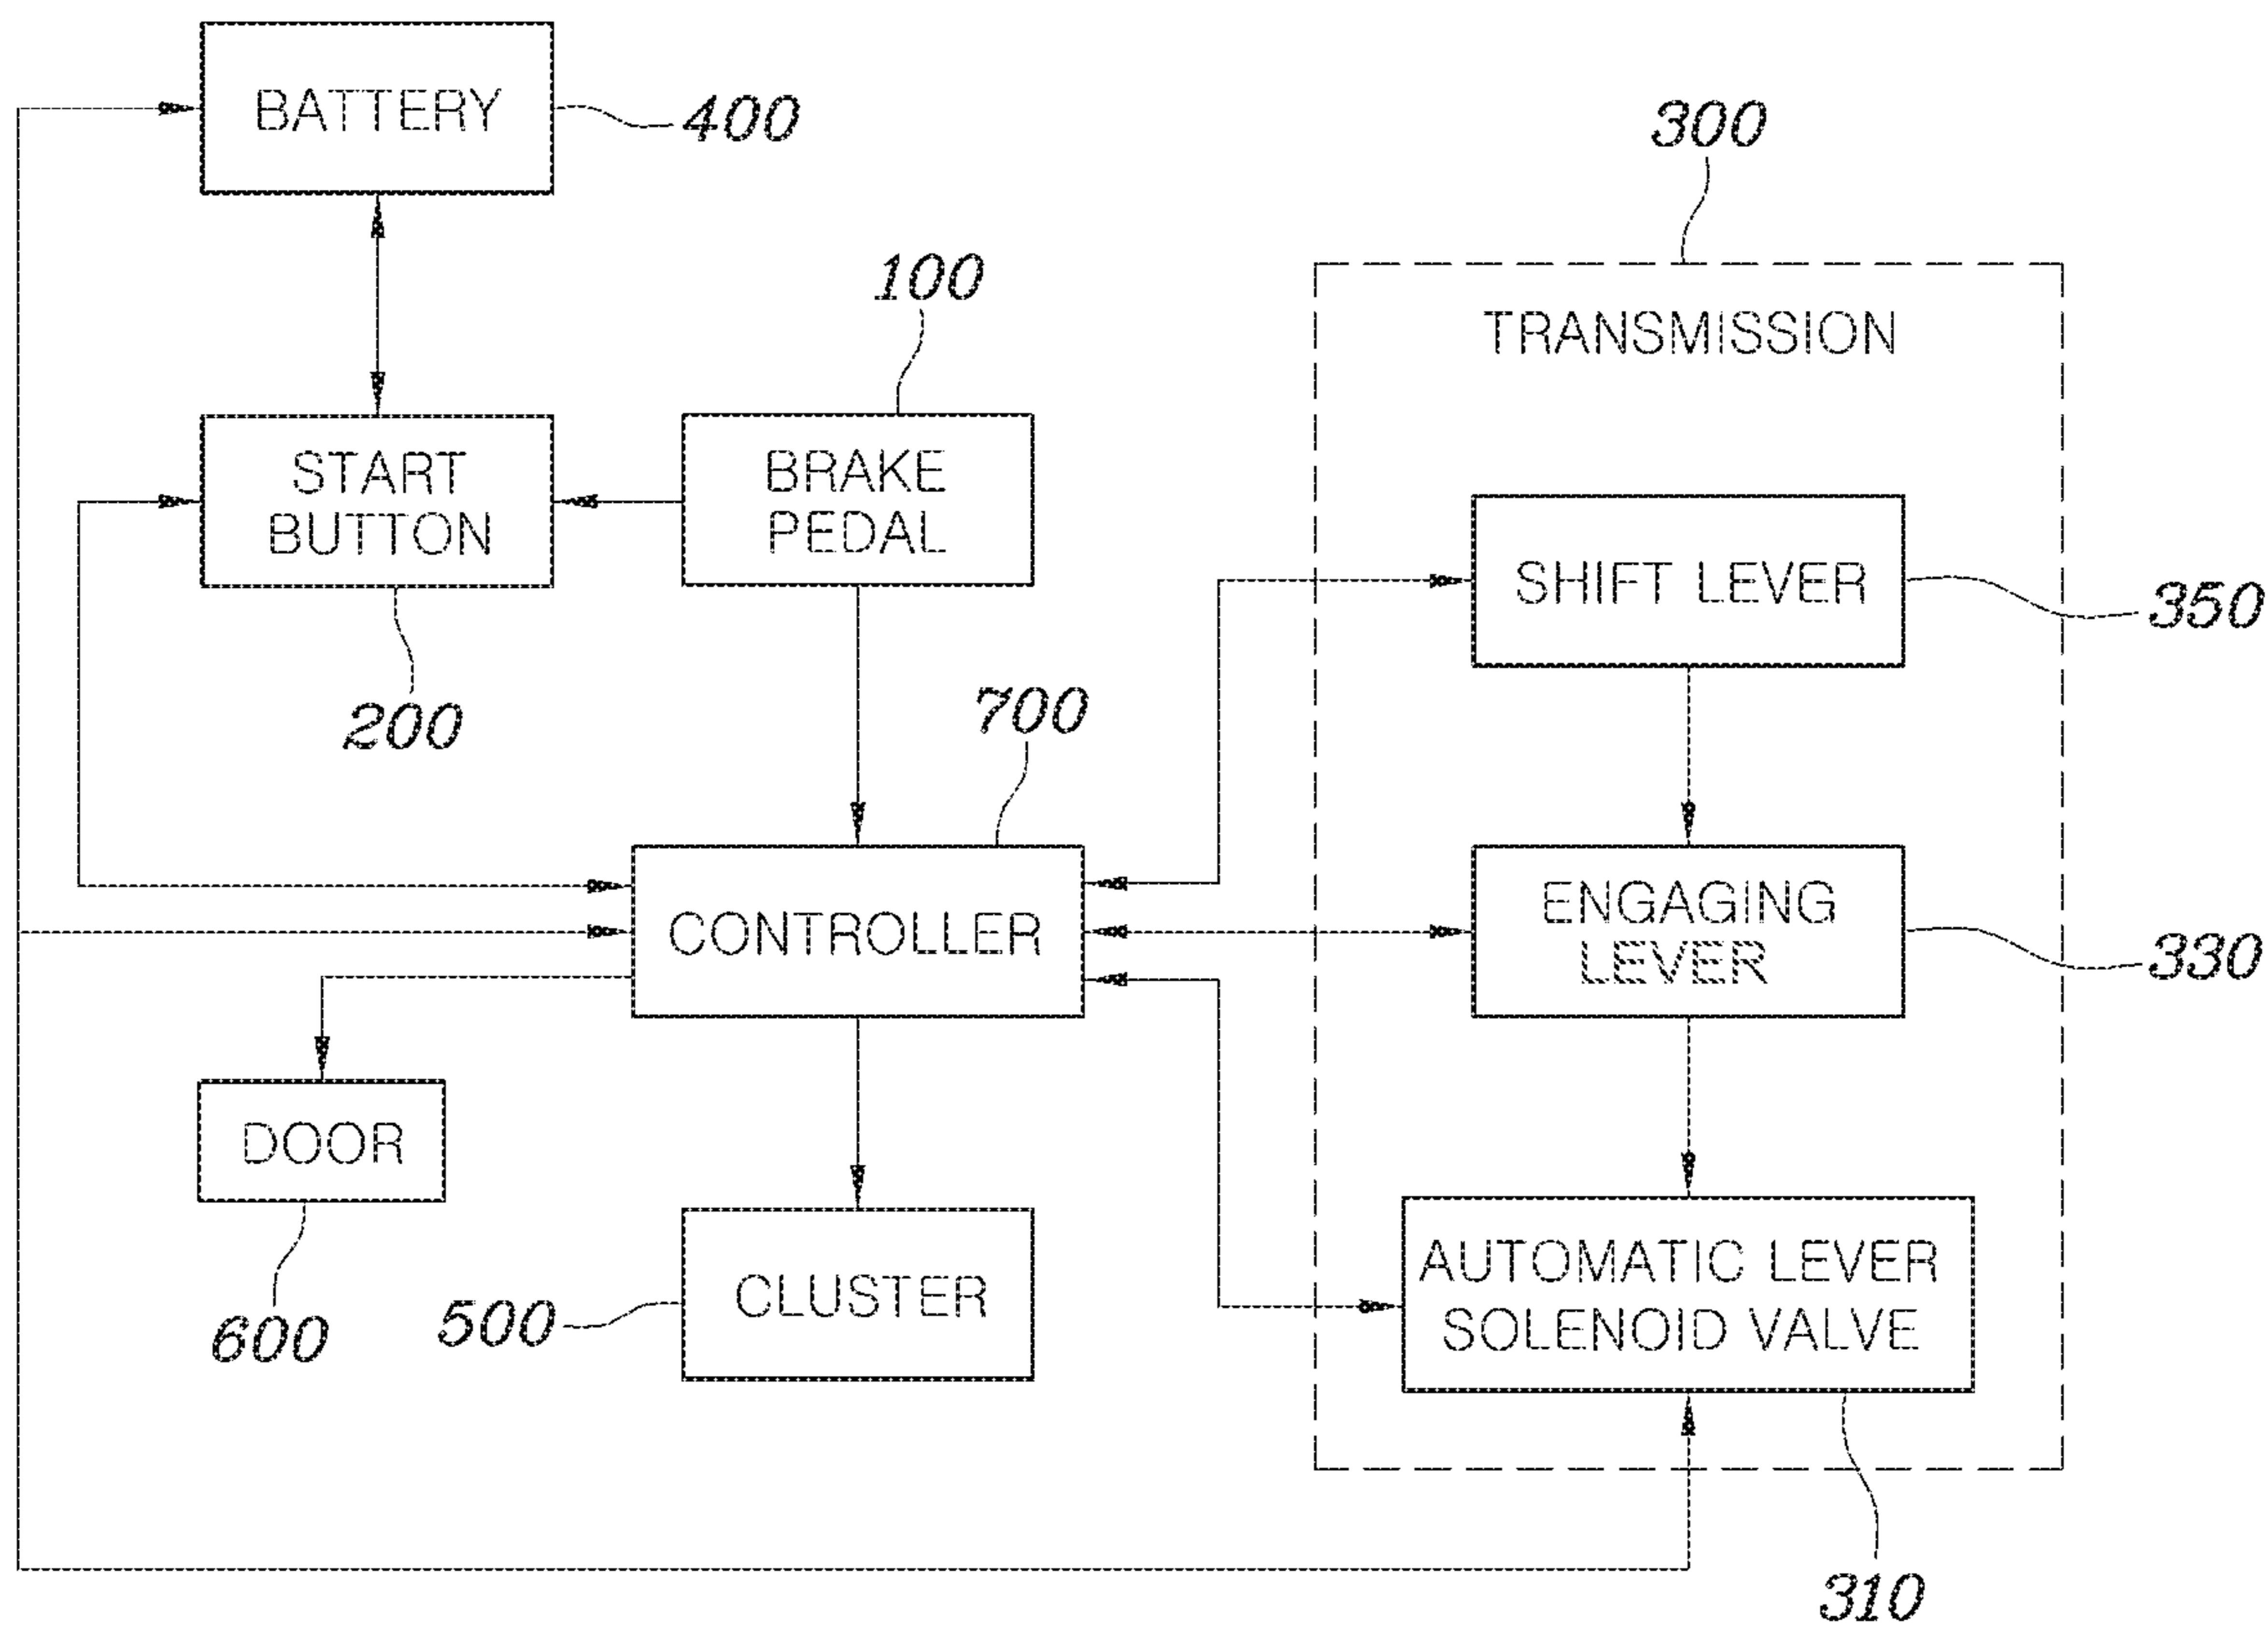 BATTERY
400
300
100
TRANSMISSION
START
BUTTON
BRAKE
PEDAL
SHIFT LEVER
350
200
700
CONTROLLER
ENGAGING
LEVER
330
DOOR
600
CLUSTER
500
AUTOMATIC LEVER
SOLENOID VALVE
310